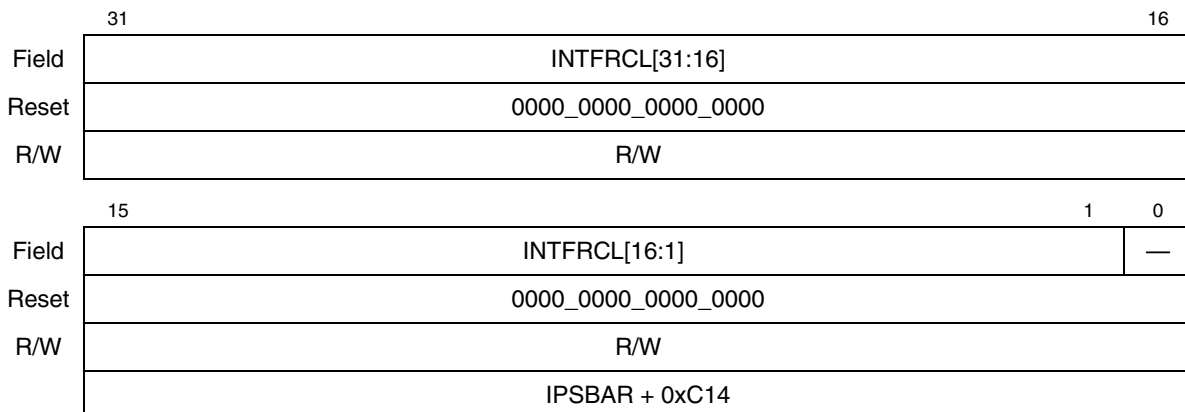 31 16
Field INTFRCL[31:16]
Reset 0000_0000_0000_0000
R/W R/W
15 1 0
Field INTFRCL[16:1] —
Reset 0000_0000_0000_0000
R/W R/W
IPSBAR + 0xC14